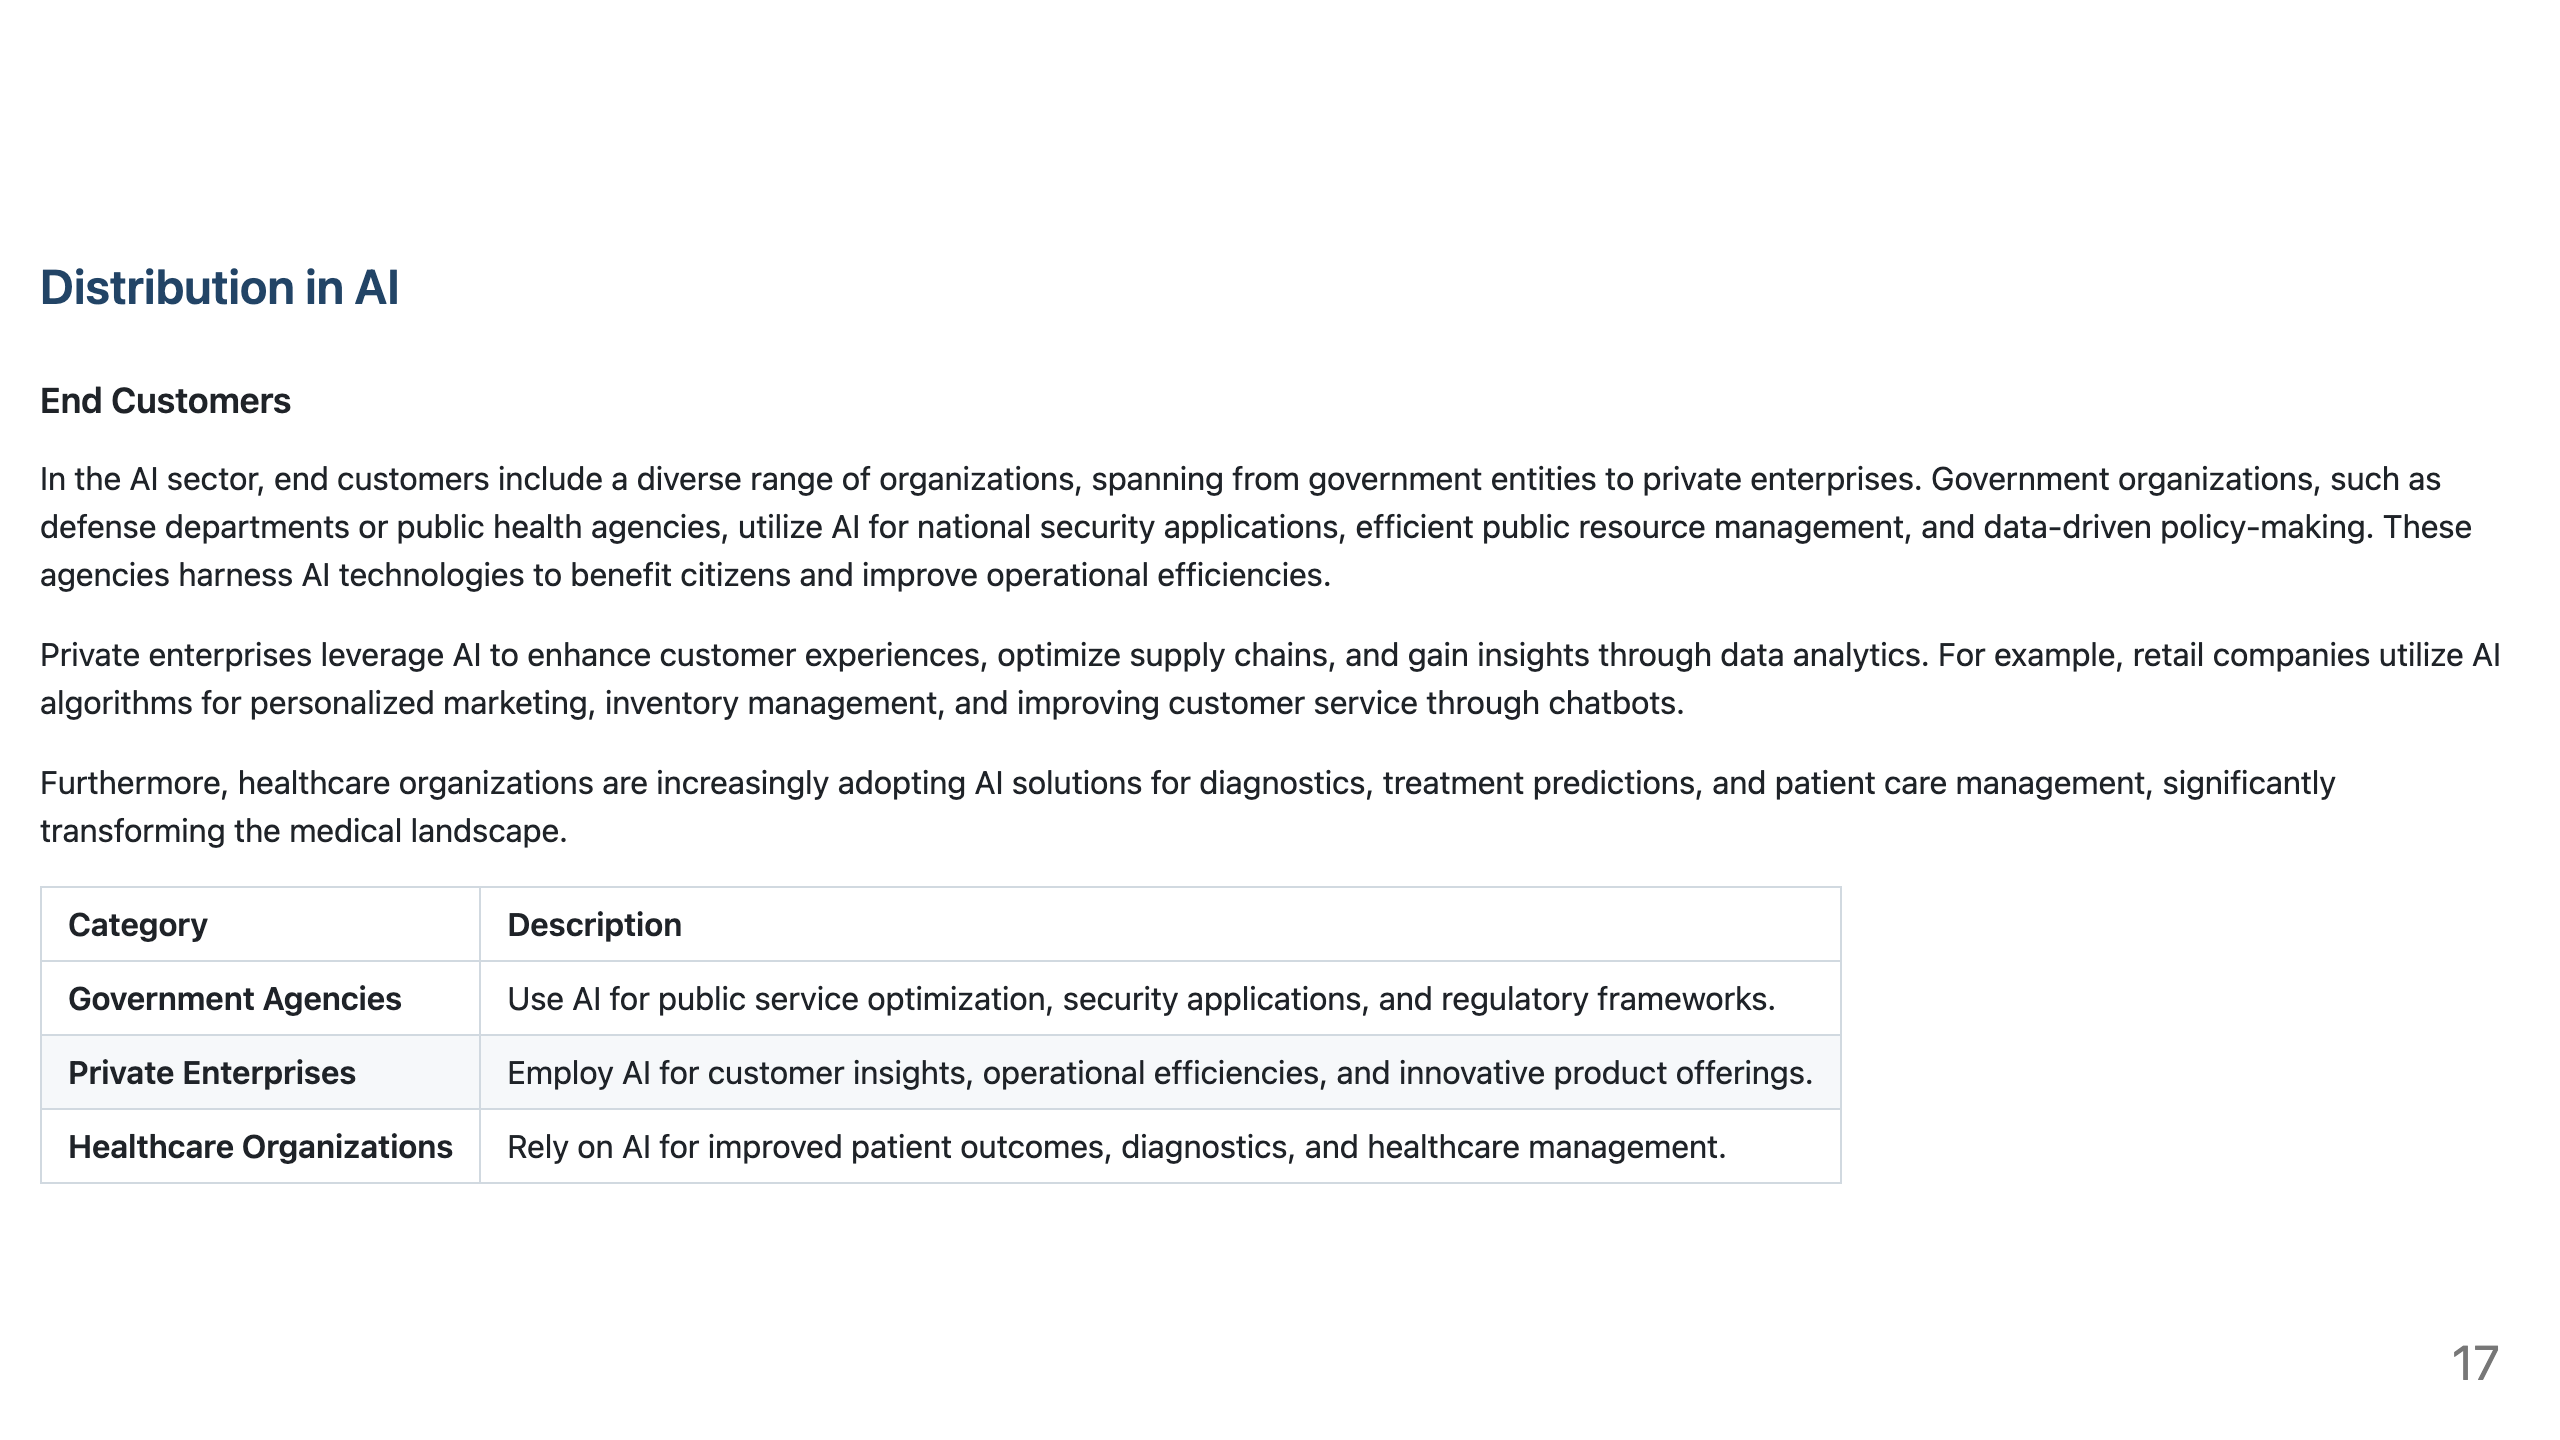 Distribution in AI
End Customers
In the AI sector, end customers include a diverse range of organizations, spanning from government entities to private enterprises. Government organizations, such as
defense departments or public health agencies, utilize AI for national security applications, efficient public resource management, and data-driven policy-making. These
agencies harness AI technologies to benefit citizens and improve operational efficiencies.
Private enterprises leverage AI to enhance customer experiences, optimize supply chains, and gain insights through data analytics. For example, retail companies utilize AI
algorithms for personalized marketing, inventory management, and improving customer service through chatbots.
Furthermore, healthcare organizations are increasingly adopting AI solutions for diagnostics, treatment predictions, and patient care management, significantly
transforming the medical landscape.
Category Description
Government Agencies Use AI for public service optimization, security applications, and regulatory frameworks.
Private Enterprises Employ AI for customer insights, operational efficiencies, and innovative product offerings.
Healthcare Organizations Rely on AI for improved patient outcomes, diagnostics, and healthcare management.
17